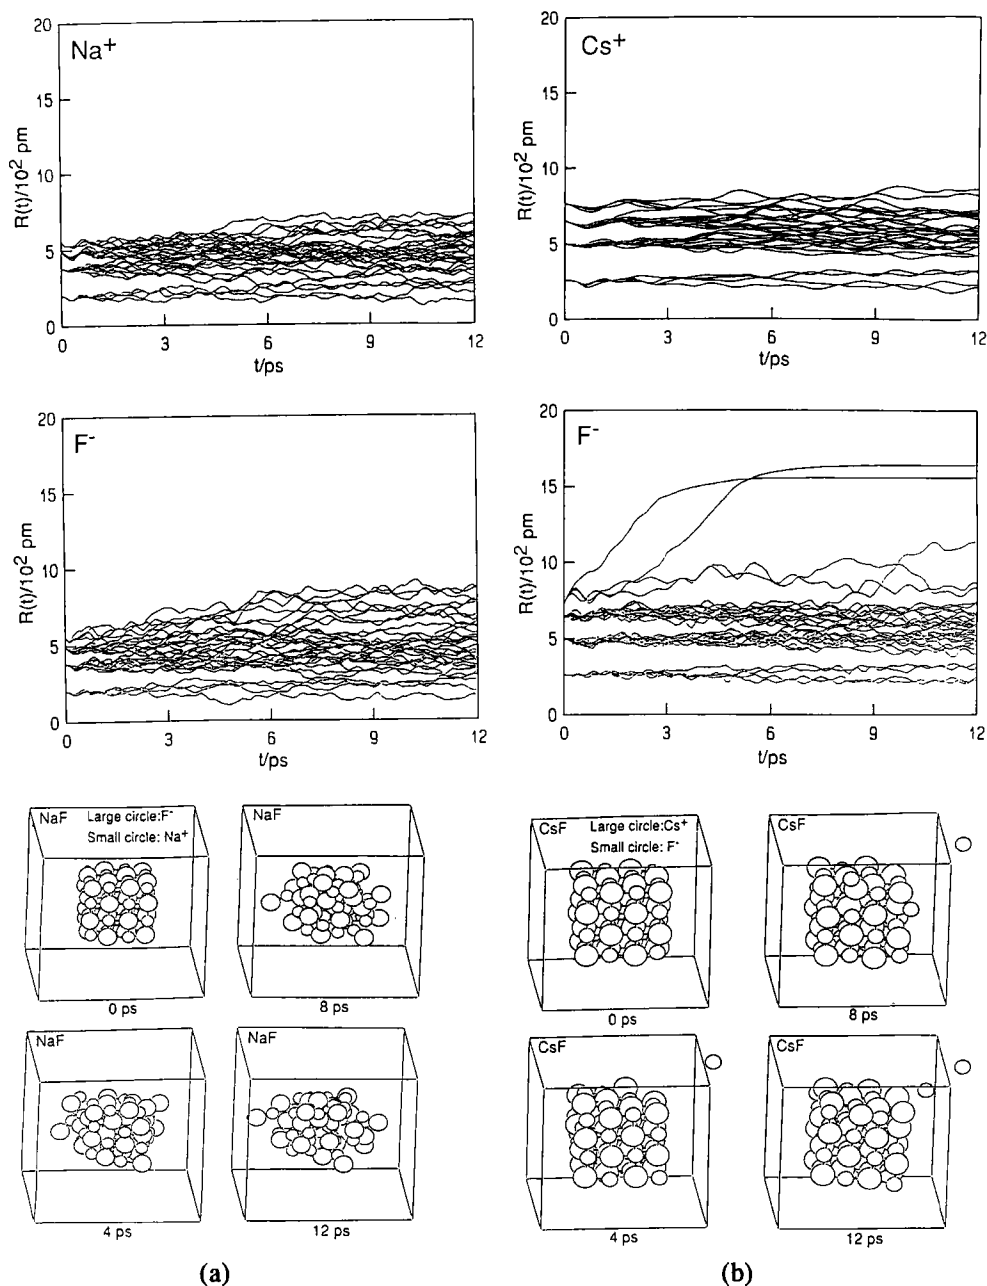 Na+
R(t)/10² pm
20
15
10
5
0
0 3 6 9 12
t/ps
Cs+
R(t)/10² pm
20
15
10
5
0
0 3 6 9 12
t/ps
F-
R(t)/10² pm
20
15
10
5
0
0 3 6 9 12
t/ps
F-
R(t)/10² pm
20
15
10
5
0
0 3 6 9 12
t/ps
NaF Large circle:F-
Small circle: Na+
0 ps
NaF
8 ps
NaF
4 ps
NaF
12 ps
(a)
CsF Large circle:Cs+
Small circle: F-
0 ps
CsF
8 ps
CsF
4 ps
CsF
12 ps
(b)